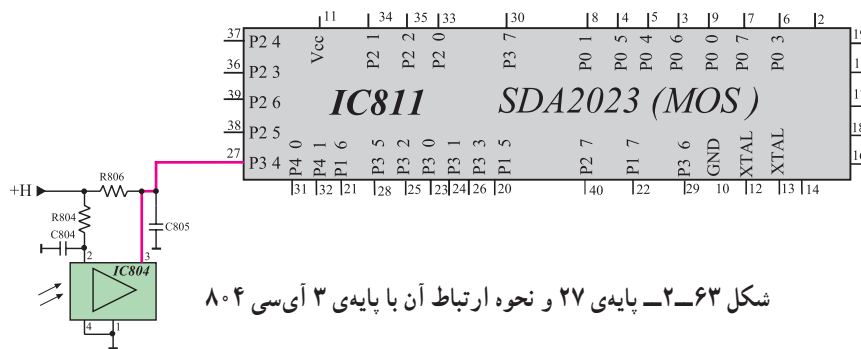 11 34 35 33 30 8 4 5 3 9 7 6 2
37 P2 4 Vcc P2 1 P2 2 P2 0 P3 7 P0 1 P0 5 P0 4 P0 6 P0 0 P0 7 P0 3 19
36 P2 3
39 P2 6 IC811 SDA2023 (MOS )
38 P2 5 18
27 P3 4 P4 0 P4 1 P1 6 P3 5 P3 2 P3 0 P3 1 P3 3 P1 5 P2 7 P1 7 P3 6 GND XTAL XTAL 16
31 32 21 28 25 23 24 26 20 40 22 29 10 12 13 14
+H R806
R804 C805
C804
2 IC804 3
4 1
شکل ۶۳ــ۲ــ پایه‌ی ۲۷ و نحوه ارتباط آن با پایه‌ی ۳ آی‌سی ۸۰۴